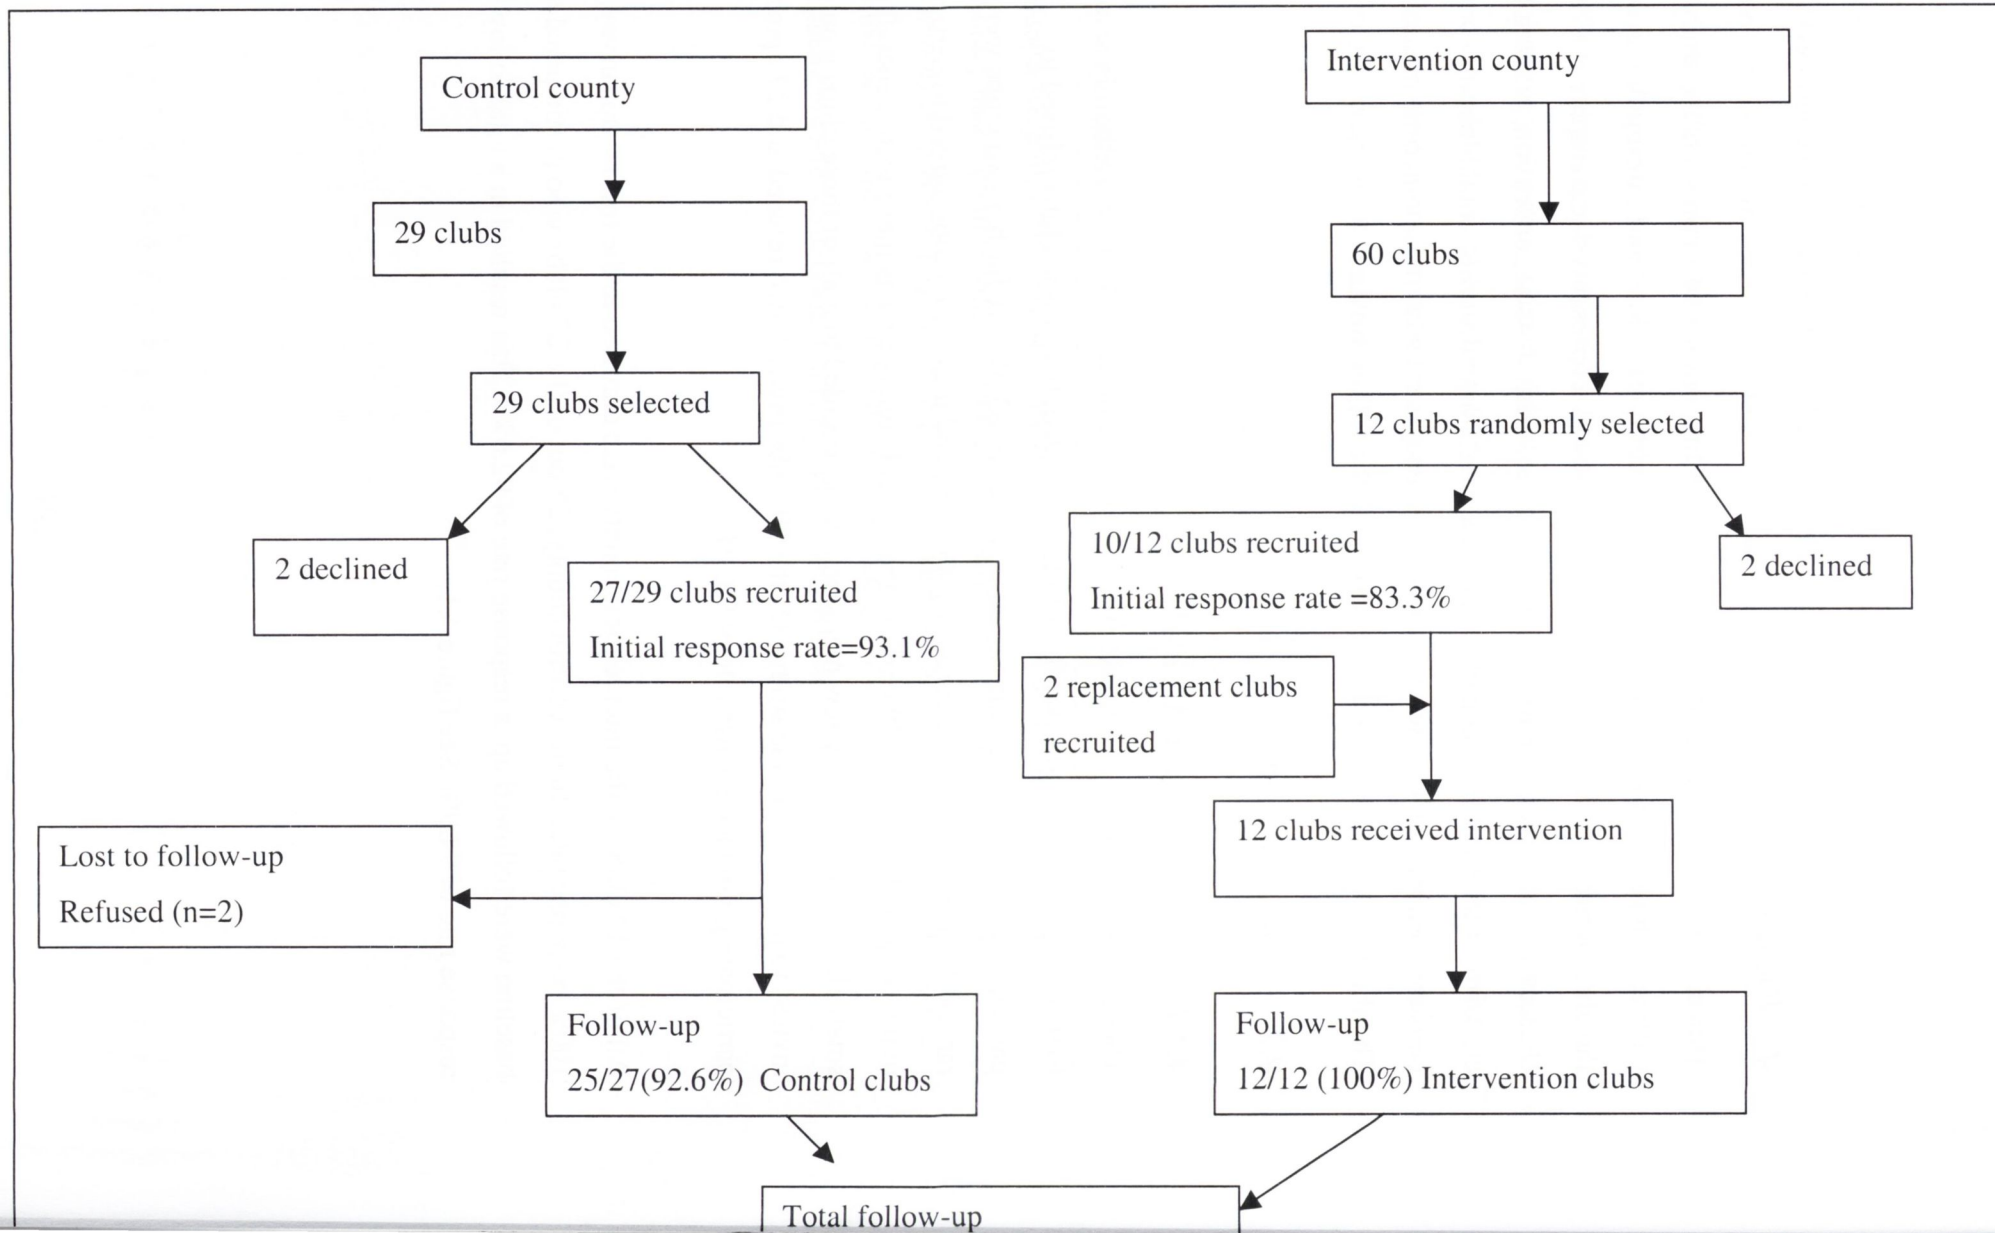 Control county
Intervention county
29 clubs
60 clubs
29 clubs selected
12 clubs randomly selected
2 declined
27/29 clubs recruited
Initial response rate=93.1%
10/12 clubs recruited
Initial response rate =83.3%
2 declined
2 replacement clubs
recruited
12 clubs received intervention
Lost to follow-up
Refused (n=2)
Follow-up
25/27(92.6%) Control clubs
Follow-up
12/12 (100%) Intervention clubs
Total follow-up